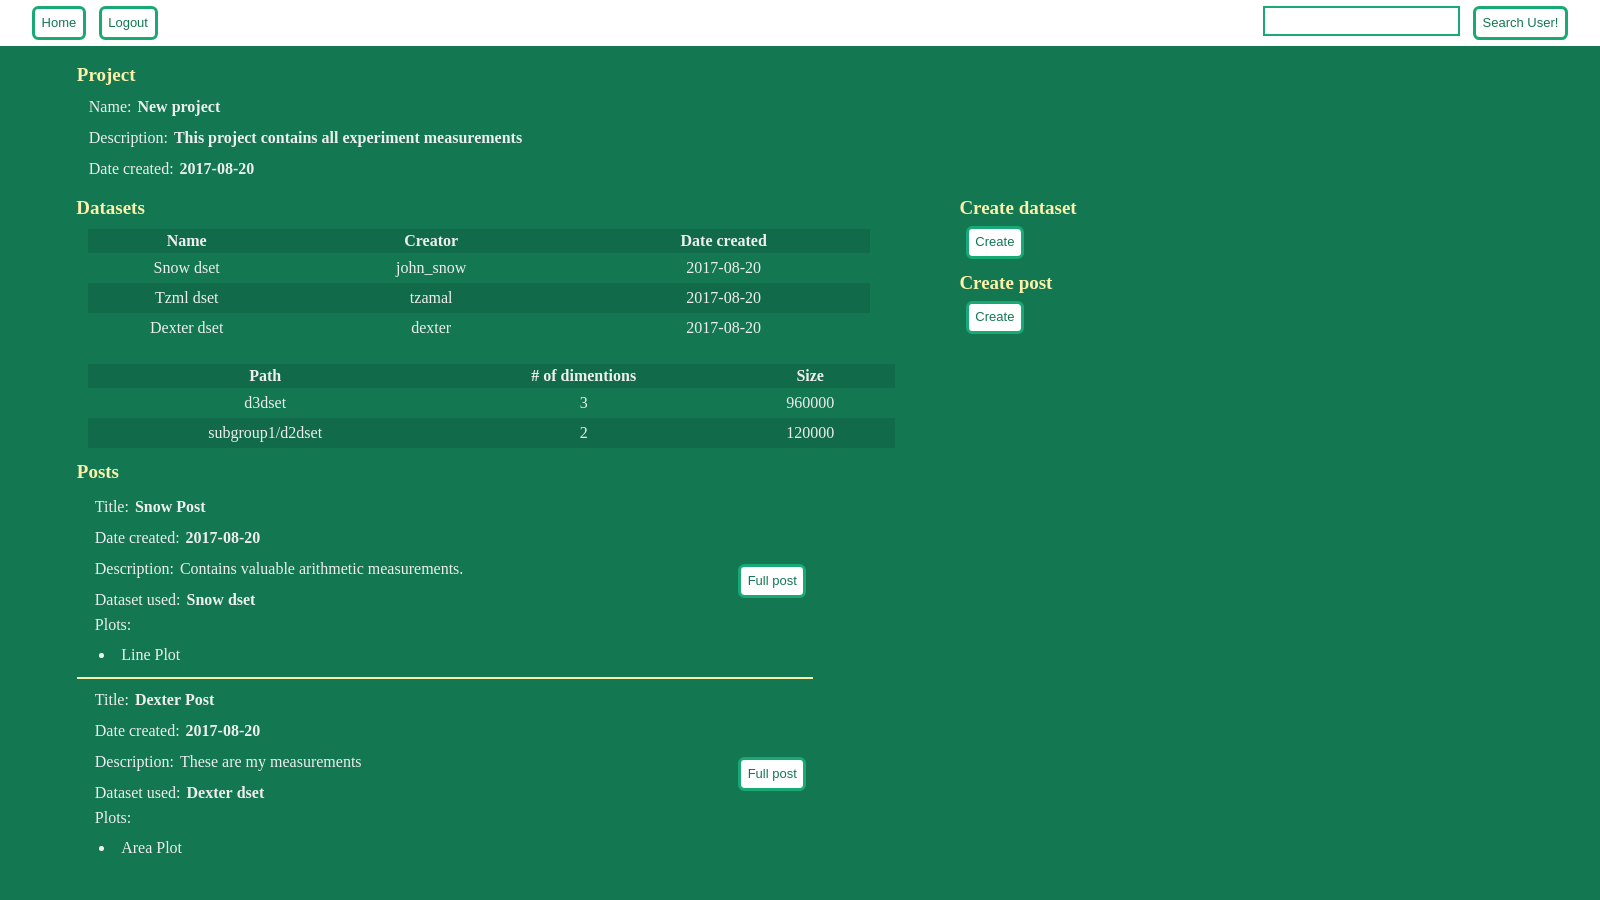 Home Logout Search User!
Project
Name: New project
Description: This project contains all experiment measurements
Date created: 2017-08-20
Datasets
Name Creator Date created
Snow dset john_snow 2017-08-20
Tzml dset tzamal 2017-08-20
Dexter dset dexter 2017-08-20
Path # of dimentions Size
d3dset 3 960000
subgroup1/d2dset 2 120000
Create dataset
Create
Create post
Create
Posts
Title: Snow Post
Date created: 2017-08-20
Description: Contains valuable arithmetic measurements.
Dataset used: Snow dset
Plots:
• Line Plot
Full post
Title: Dexter Post
Date created: 2017-08-20
Description: These are my measurements
Dataset used: Dexter dset
Plots:
• Area Plot
Full post